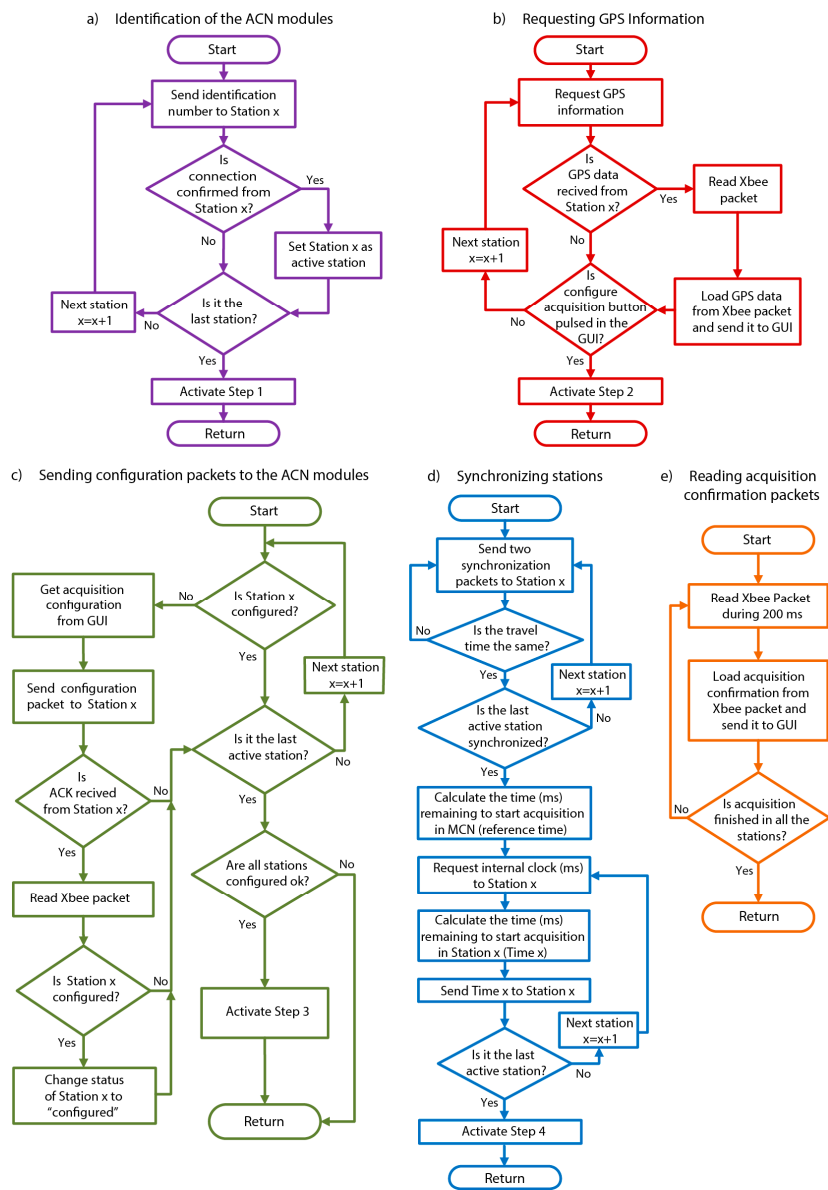 a) Identification of the ACN modules
Start
Send identification
number to Station x
Is
connection
confirmed from
Station x?
Yes
No
Set Station x as
active station
Is it the
last station?
Next station
x=x+1
No
Yes
Activate Step 1
Return
b) Requesting GPS Information
Start
Request GPS
information
Is
GPS data
recived from
Station x?
Yes
Read Xbee
packet
No
Next station
x=x+1
Is
configure
acquisition button
pulsed in the
GUI?
Load GPS data
from Xbee packet
and send it to GUI
No
Yes
Activate Step 2
Return
c) Sending configuration packets to the ACN modules
Start
Is Station x
configured?
No
Get acquisition
configuration
from GUI
Yes
Next station
x=x+1
Send configuration
packet to Station x
Is it the last
active station?
No
Is
ACK recived
from Station x?
No
Yes
Yes
Are all stations
configured ok?
No
Read Xbee packet
Yes
Is Station x
configured?
No
Yes
Activate Step 3
Change status
of Station x to
“configured”
Return
d) Synchronizing stations
Start
Send two
synchronization
packets to Station x
No
Is the travel
time the same?
Yes
Next station
x=x+1
Is the last
active station
synchronized?
No
Yes
Calculate the time (ms)
remaining to start acquisition
in MCN (reference time)
Request internal clock (ms)
to Station x
Calculate the time (ms)
remaining to start acquisition
in Station x (Time x)
Send Time x to Station x
Next station
x=x+1
Is it the last
active station?
No
Yes
Activate Step 4
Return
e) Reading acquisition
confirmation packets
Start
Read Xbee Packet
during 200 ms
Load acquisition
confirmation from
Xbee packet and
send it to GUI
Is acquisition
finished in all the
stations?
No
Yes
Return